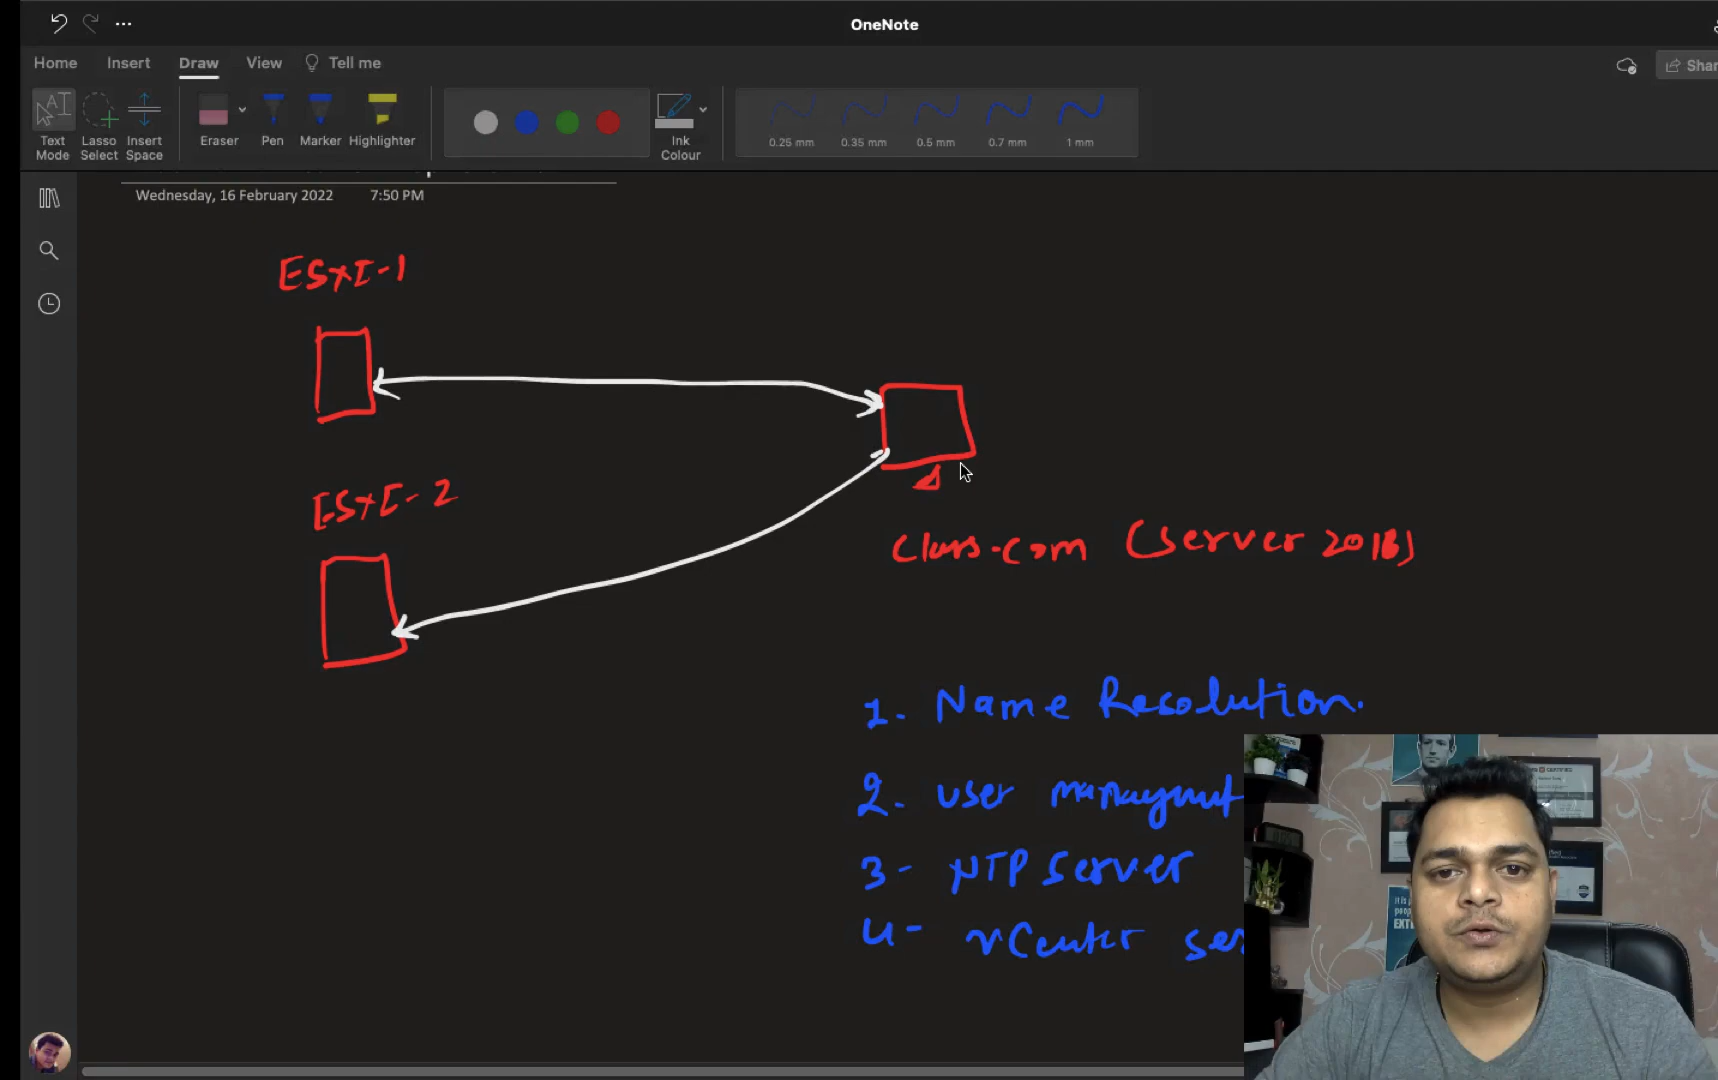 OneNote
Home Insert Draw View Tell me
Text Mode
Lasso Select
Insert Space
Eraser
Pen
Marker
Highlighter
Ink Colour
0.25 mm
0.35 mm
0.5 mm
0.7 mm
1 mm
Shar
Wednesday, 16 February 2022 7:50 PM
ESXI-1
ESXI-2
Class.com (Server 2016)
1. Name Resolution.
2. user managmut
3- NTP Server
4- vCenter ser